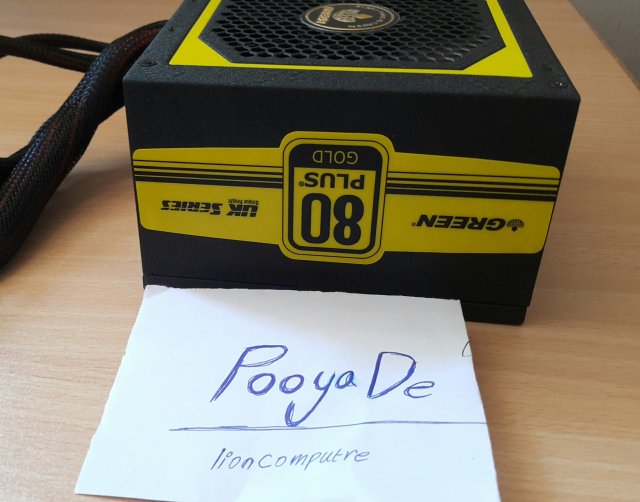 GREEN®
80
PLUS®
GOLD
UK SERIES
PooyaDe
lioncomputre